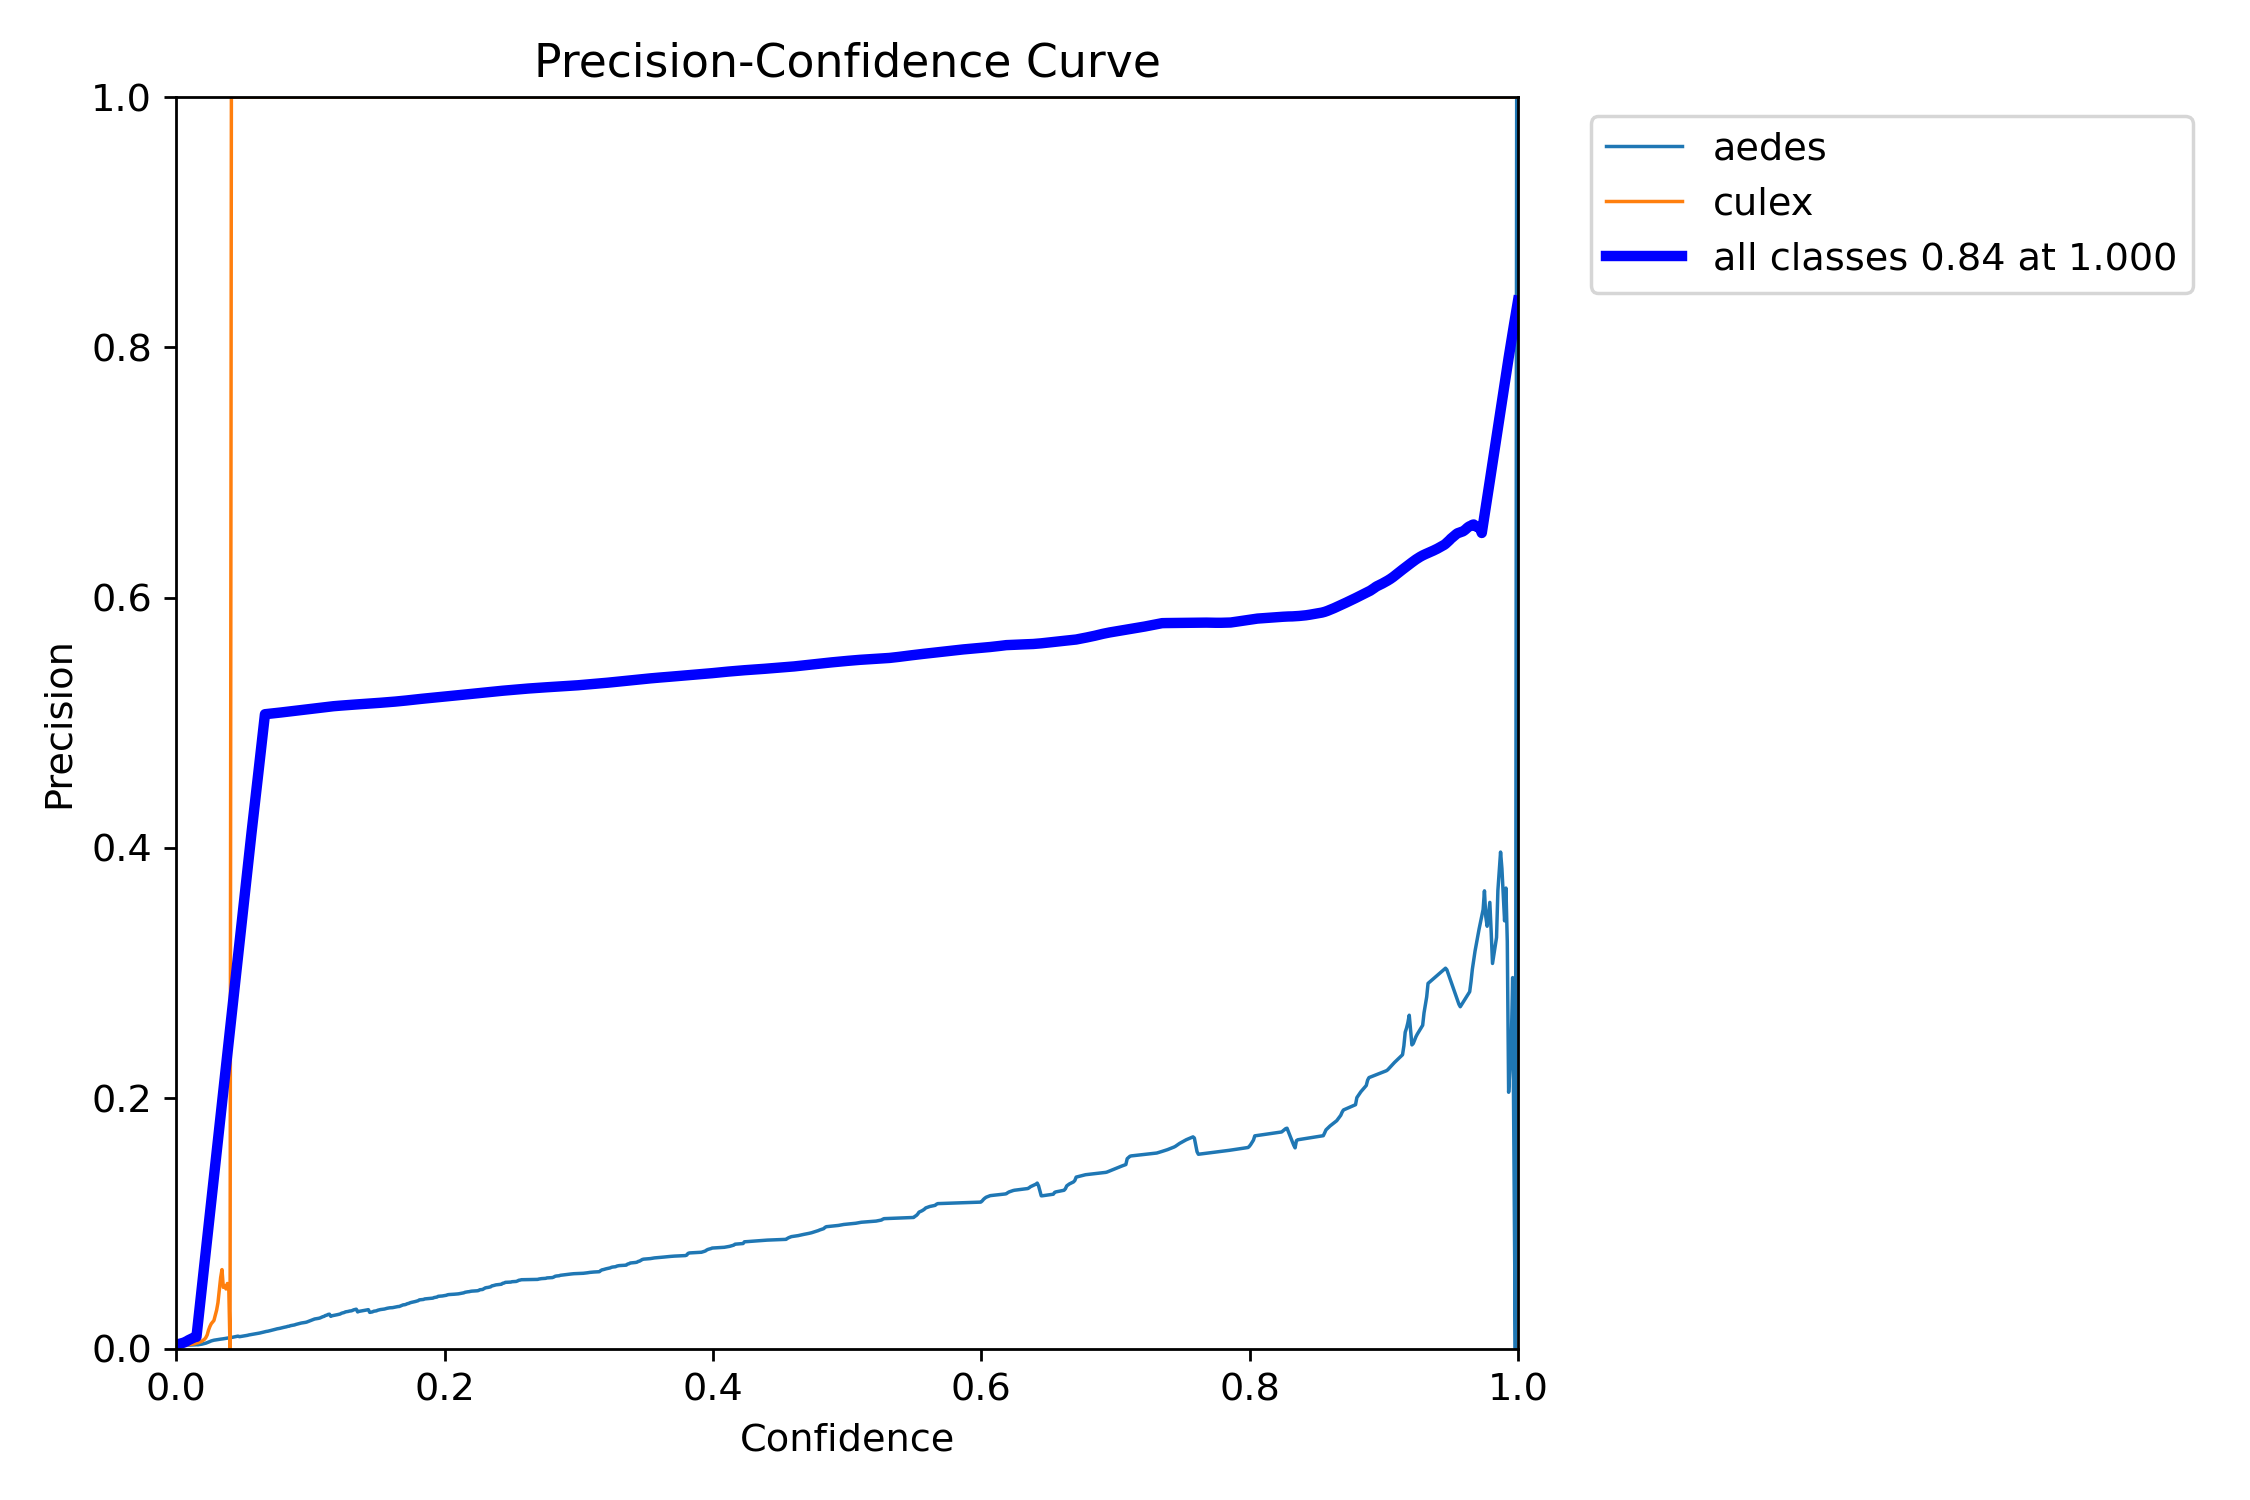 Precision-Confidence Curve
1.0
0.8
0.6
0.4
0.2
0.0
Precision
0.0 0.2 0.4 0.6 0.8 1.0
Confidence
aedes
culex
all classes 0.84 at 1.000